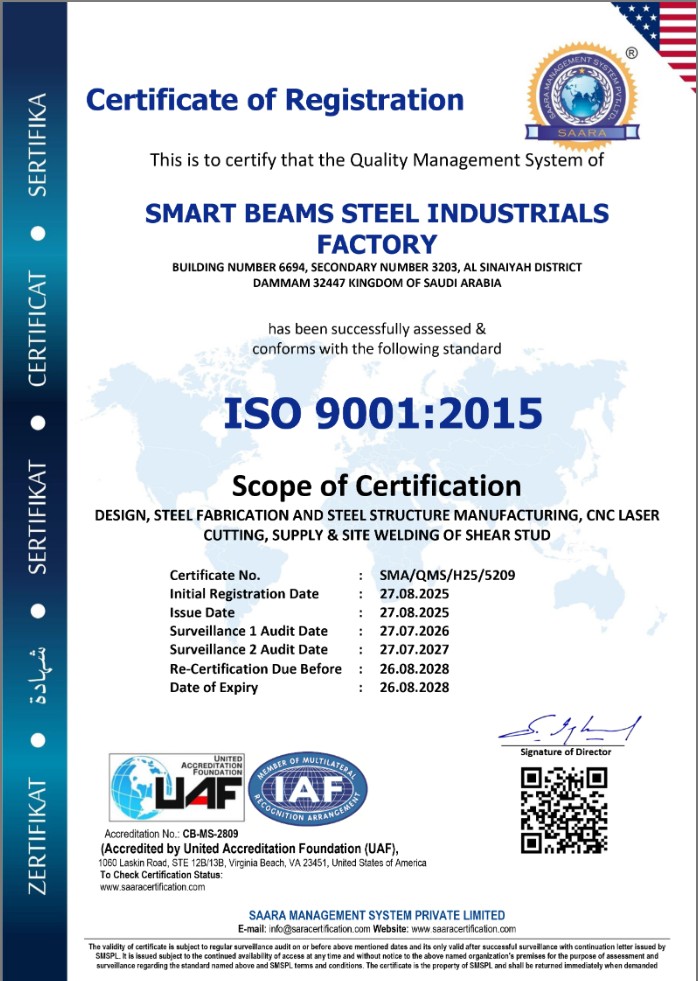 Certificate of Registration
®
SAARA MANAGEMENT SYSTEM PVT. LTD.
SAARA
This is to certify that the Quality Management System of
SMART BEAMS STEEL INDUSTRIALS
FACTORY
BUILDING NUMBER 6694, SECONDARY NUMBER 3203, AL SINAIYAH DISTRICT
DAMMAM 32447 KINGDOM OF SAUDI ARABIA
has been successfully assessed &
conforms with the following standard
ISO 9001:2015
Scope of Certification
DESIGN, STEEL FABRICATION AND STEEL STRUCTURE MANUFACTURING, CNC LASER
CUTTING, SUPPLY & SITE WELDING OF SHEAR STUD
Certificate No. : SMA/QMS/H25/5209
Initial Registration Date : 27.08.2025
Issue Date : 27.08.2025
Surveillance 1 Audit Date : 27.07.2026
Surveillance 2 Audit Date : 27.07.2027
Re-Certification Due Before : 26.08.2028
Date of Expiry : 26.08.2028
Signature of Director
UNITED
ACCREDITATION
FOUNDATION
UAF
MEMBER OF MULTILATERAL
IAF
RECOGNITION ARRANGEMENT
Accreditation No.: CB-MS-2809
(Accredited by United Accreditation Foundation (UAF),
1060 Laskin Road, STE 12B/13B, Virginia Beach, VA 23451, United States of America
To Check Certification Status:
www.saaracertification.com
SAARA MANAGEMENT SYSTEM PRIVATE LIMITED
E-mail: info@saracertification.com Website: www.saaracertification.com
The validity of certificate is subject to regular surveillance audit on or before above mentioned dates and its only valid after successful surveillance with continuation letter issued by
SMSPL. It is issued subject to the continued availability of access at any time and without notice to the above named organization's premises for the purpose of assessment and
surveillance regarding the standard named above and SMSPL terms and conditions. The certificate is the property of SMSPL and shall be returned immediately when demanded
ZERTIFIKAT • شهادة • SERTIFIKAT • CERTIFICAT • SERTIFIKA